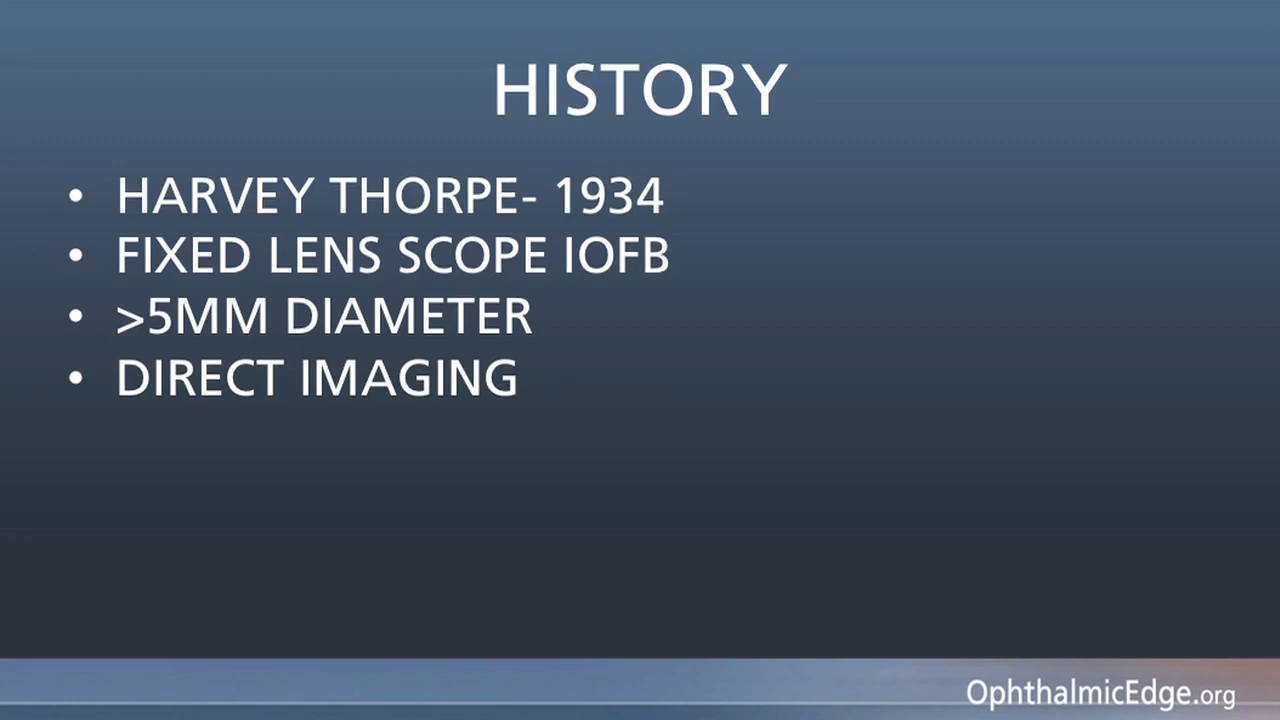 HISTORY
• HARVEY THORPE- 1934
• FIXED LENS SCOPE IOFB
• >5MM DIAMETER
• DIRECT IMAGING
OphthalmicEdge.org